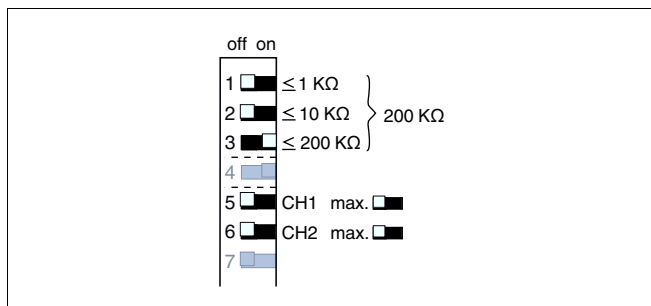 off on
1 ≤ 1 KΩ
2 ≤ 10 KΩ
200 KΩ
3 ≤ 200 KΩ
4
5 CH1 max.
6 CH2 max.
7